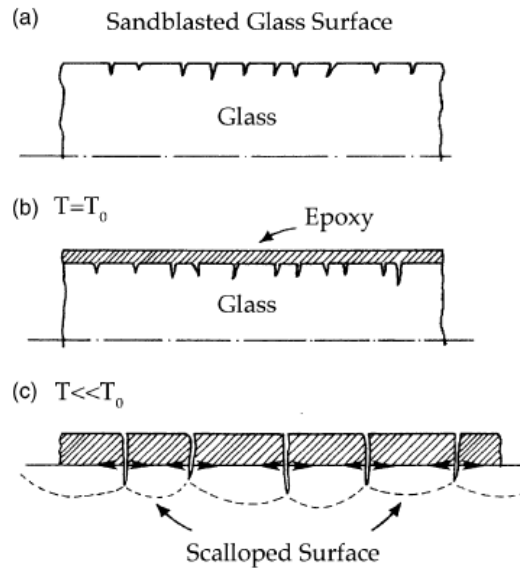 (a) Sandblasted Glass Surface
Glass
(b) T=T₀
Epoxy
Glass
(c) T<<T₀
Scalloped Surface